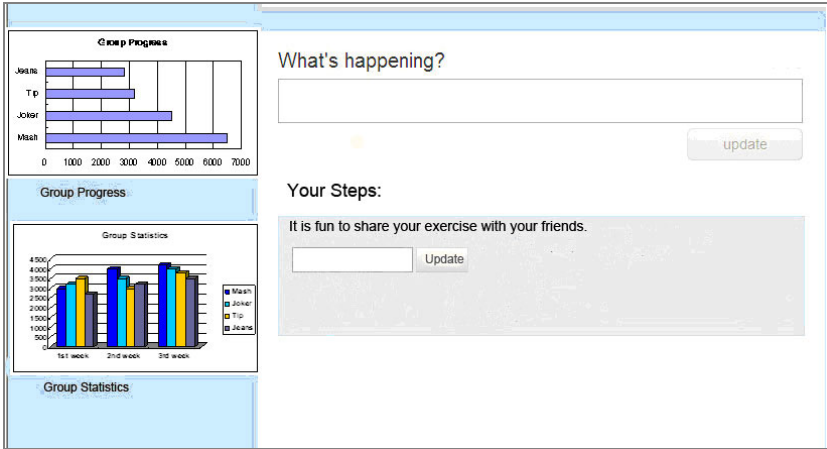 Group Progress
Jeans
Tip
Joker
Mash
0 1000 2000 3000 4000 5000 6000 7000
Group Progress
Group Statistics
4500
4000
3500
3000
2500
2000
1500
1000
500
0
1st week 2nd week 3rd week
Mash
Joker
Tip
Jeans
Group Statistics
What's happening?
update
Your Steps:
It is fun to share your exercise with your friends.
Update